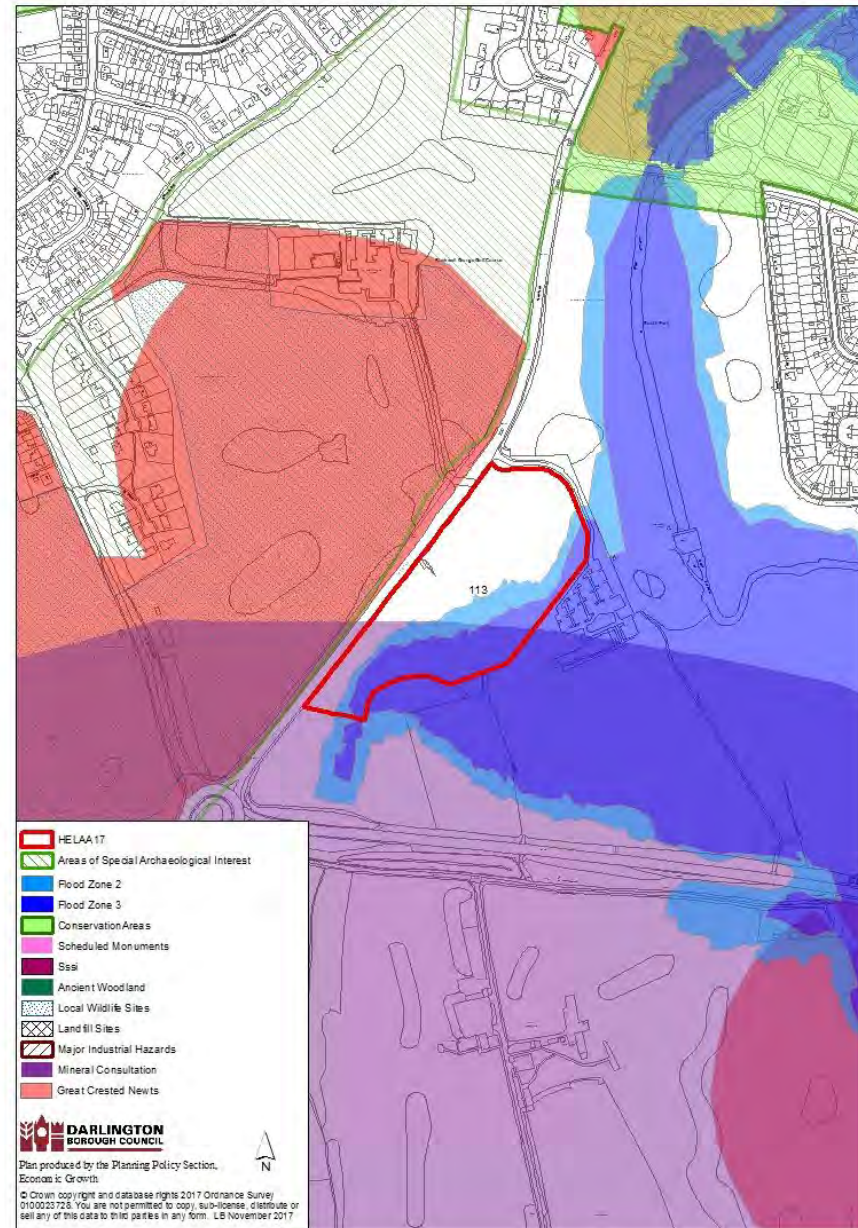 113
HELAA17
Areas of Special Archaeological Interest
Flood Zone 2
Flood Zone 3
Conservation Areas
Scheduled Monuments
Sssi
Ancient Woodland
Local Wildlife Sites
Landfill Sites
Major Industrial Hazards
Mineral Consultation
Great Crested Newts
DARLINGTON
BOROUGH COUNCIL
Plan produced by the Planning Policy Section,
Economic Growth
N
© Crown copyright and database rights 2017 Ordnance Survey
0100023728. You are not permitted to copy, sub-license, distribute or
sell any of this data to third parties in any form. LB November 2017